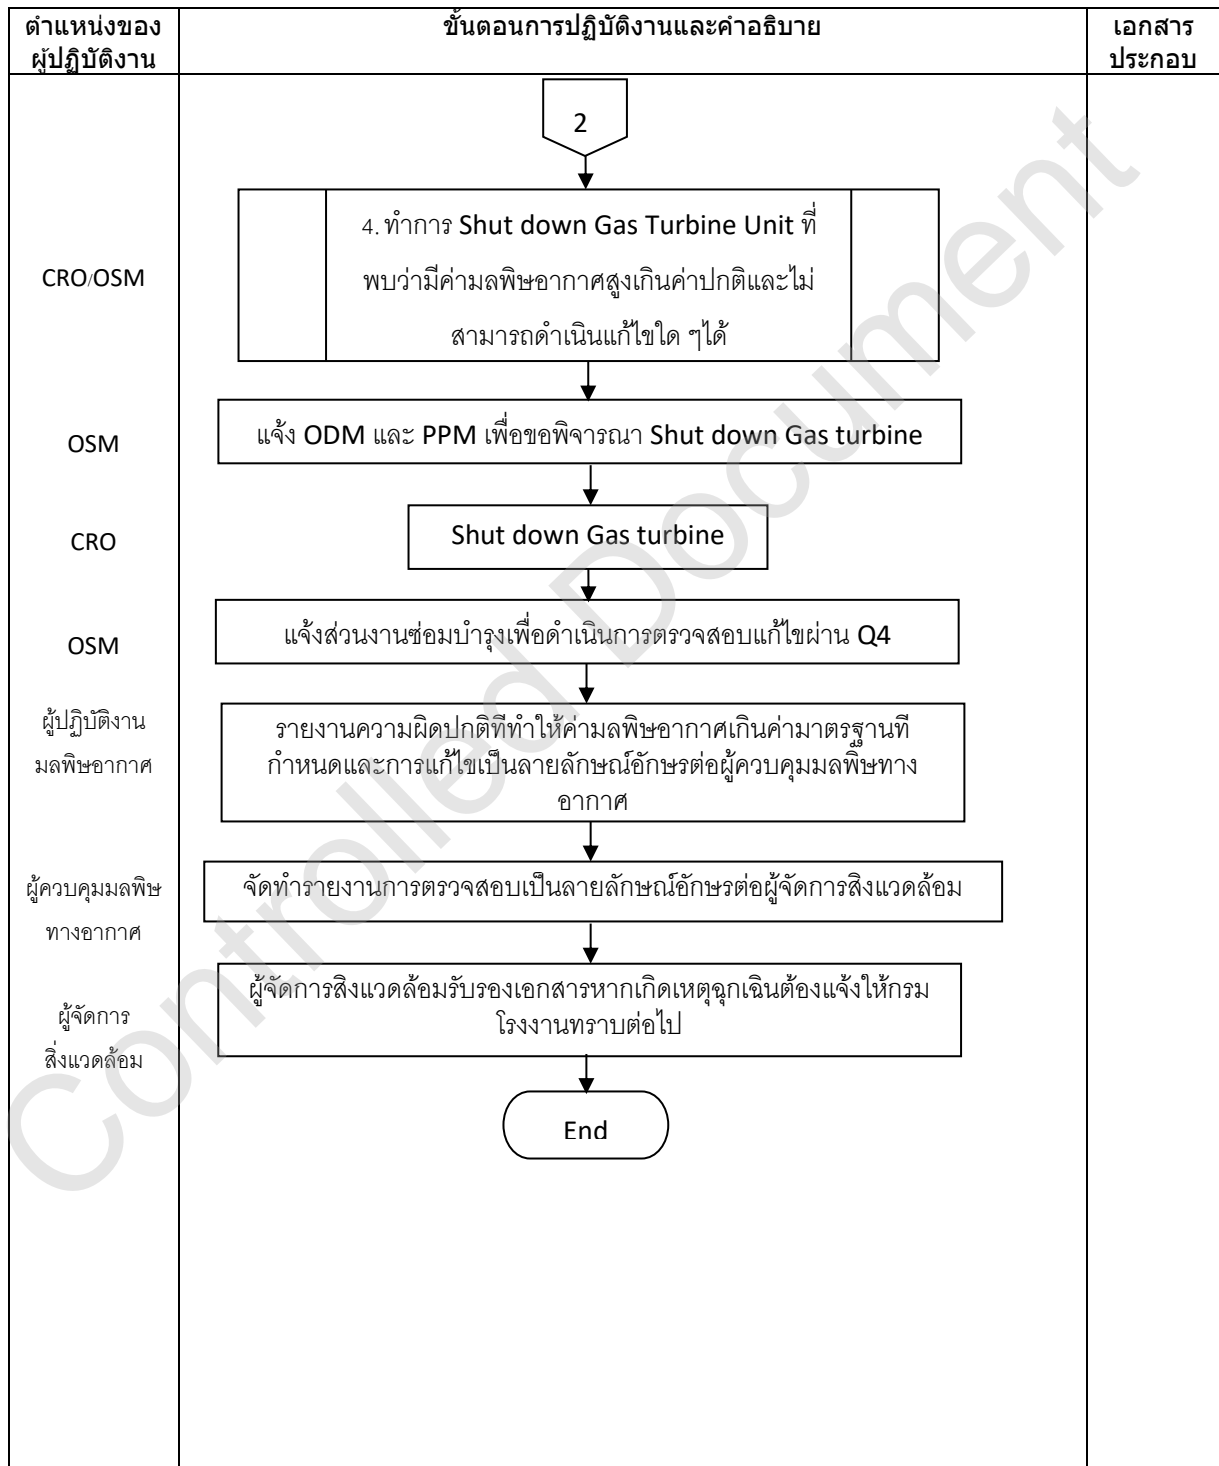 ตำแหน่งของ
ผู้ปฏิบัติงาน
ขั้นตอนการปฏิบัติงานและคำอธิบาย
เอกสาร
ประกอบ
2
CRO/OSM
4. ทำการ Shut down Gas Turbine Unit ที่
พบว่ามีค่ามลพิษอากาศสูงเกินค่าปกติและไม่
สามารถดำเนินแก้ไขใด ๆได้
OSM
แจ้ง ODM และ PPM เพื่อขอพิจารณา Shut down Gas turbine
CRO
Shut down Gas turbine
OSM
แจ้งส่วนงานซ่อมบำรุงเพื่อดำเนินการตรวจสอบแก้ไขผ่าน Q4
ผู้ปฏิบัติงาน
มลพิษอากาศ
รายงานความผิดปกติที่ทำให้ค่ามลพิษอากาศเกินค่ามาตรฐานที่
กำหนดและการแก้ไขเป็นลายลักษณ์อักษรต่อผู้ควบคุมมลพิษทาง
อากาศ
ผู้ควบคุมมลพิษ
ทางอากาศ
จัดทำรายงานการตรวจสอบเป็นลายลักษณ์อักษรต่อผู้จัดการสิ่งแวดล้อม
ผู้จัดการ
สิ่งแวดล้อม
ผู้จัดการสิ่งแวดล้อมรับรองเอกสารหากเกิดเหตุฉุกเฉินต้องแจ้งให้กรม
โรงงานทราบต่อไป
End
Controlled Document